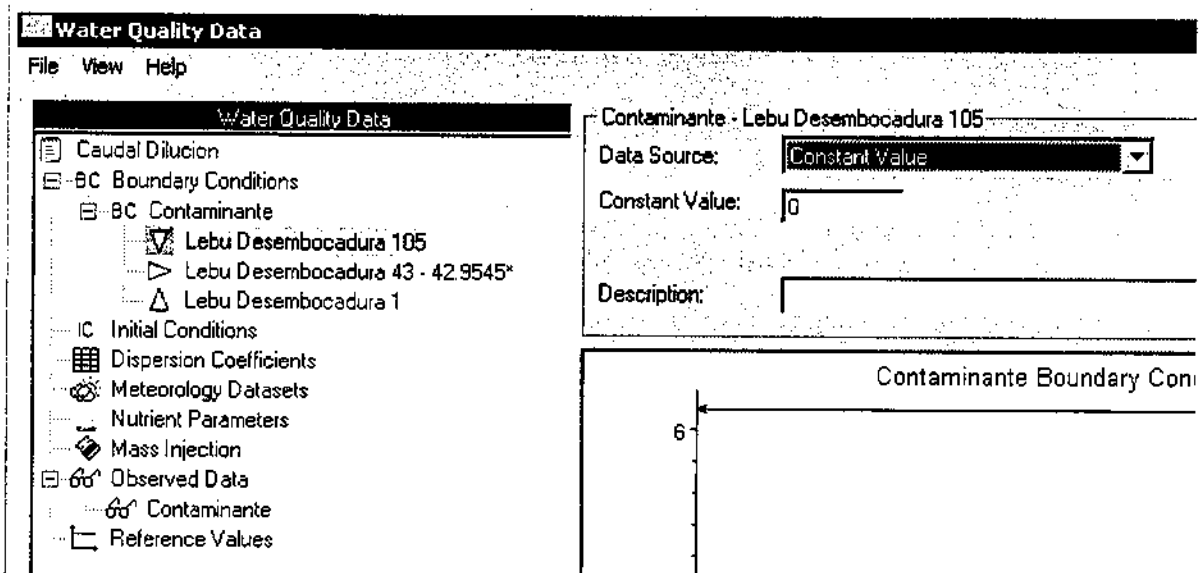 Water Quality Data
File View Help
Water Quality Data
Caudal Dilucion
BC Boundary Conditions
BC Contaminante
Lebu Desembocadura 105
Lebu Desembocadura 43 - 42.9545*
Lebu Desembocadura 1
IC Initial Conditions
Dispersion Coefficients
Meteorology Datasets
Nutrient Parameters
Mass Injection
Observed Data
Contaminante
Reference Values
Contaminante - Lebu Desembocadura 105
Data Source: Constant Value
Constant Value: 0
Description:
Contaminante Boundary Con
6